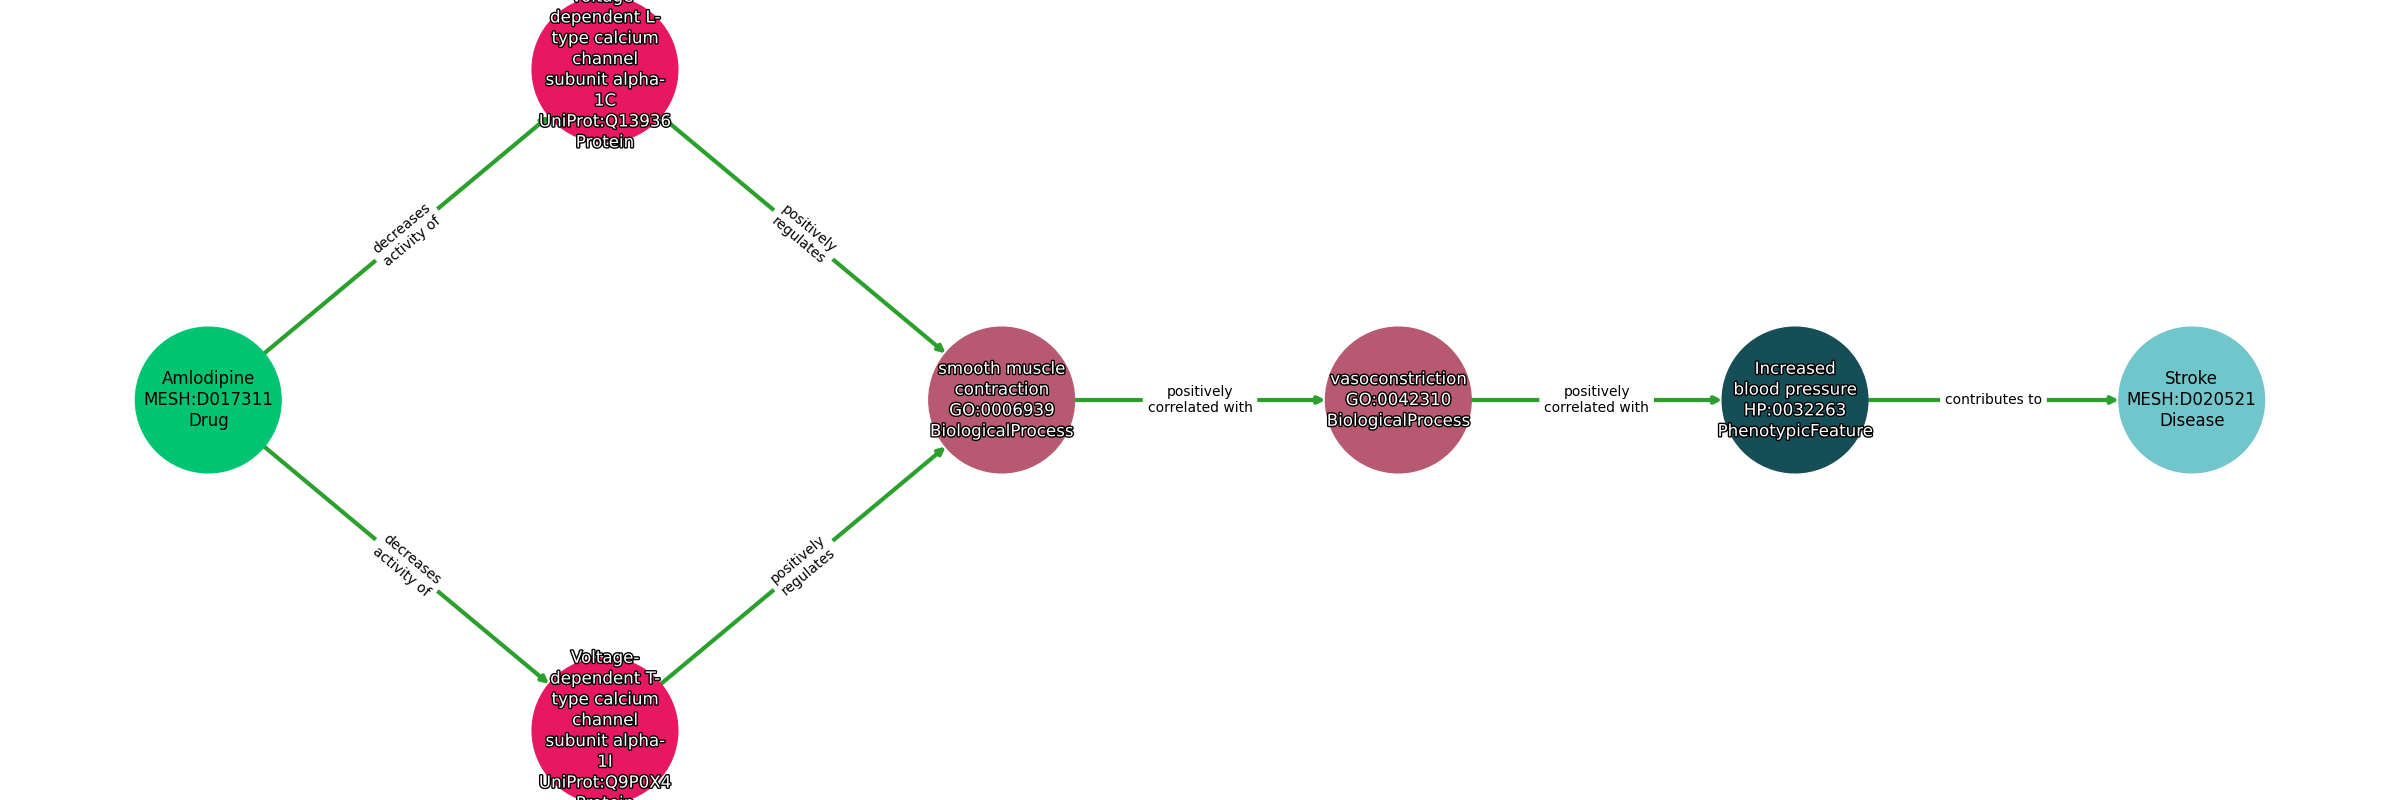 Voltage-
dependent L-
type calcium
channel
subunit alpha-
1C
UniProt:Q13936
Protein
decreases
activity of
positively
regulates
Amlodipine
MESH:D017311
Drug
smooth muscle
contraction
GO:0006939
BiologicalProcess
positively
correlated with
vasoconstriction
GO:0042310
BiologicalProcess
positively
correlated with
Increased
blood pressure
HP:0032263
PhenotypicFeature
contributes to
Stroke
MESH:D020521
Disease
decreases
activity of
positively
regulates
Voltage-
dependent T-
type calcium
channel
subunit alpha-
1I
UniProt:Q9P0X4
Protein